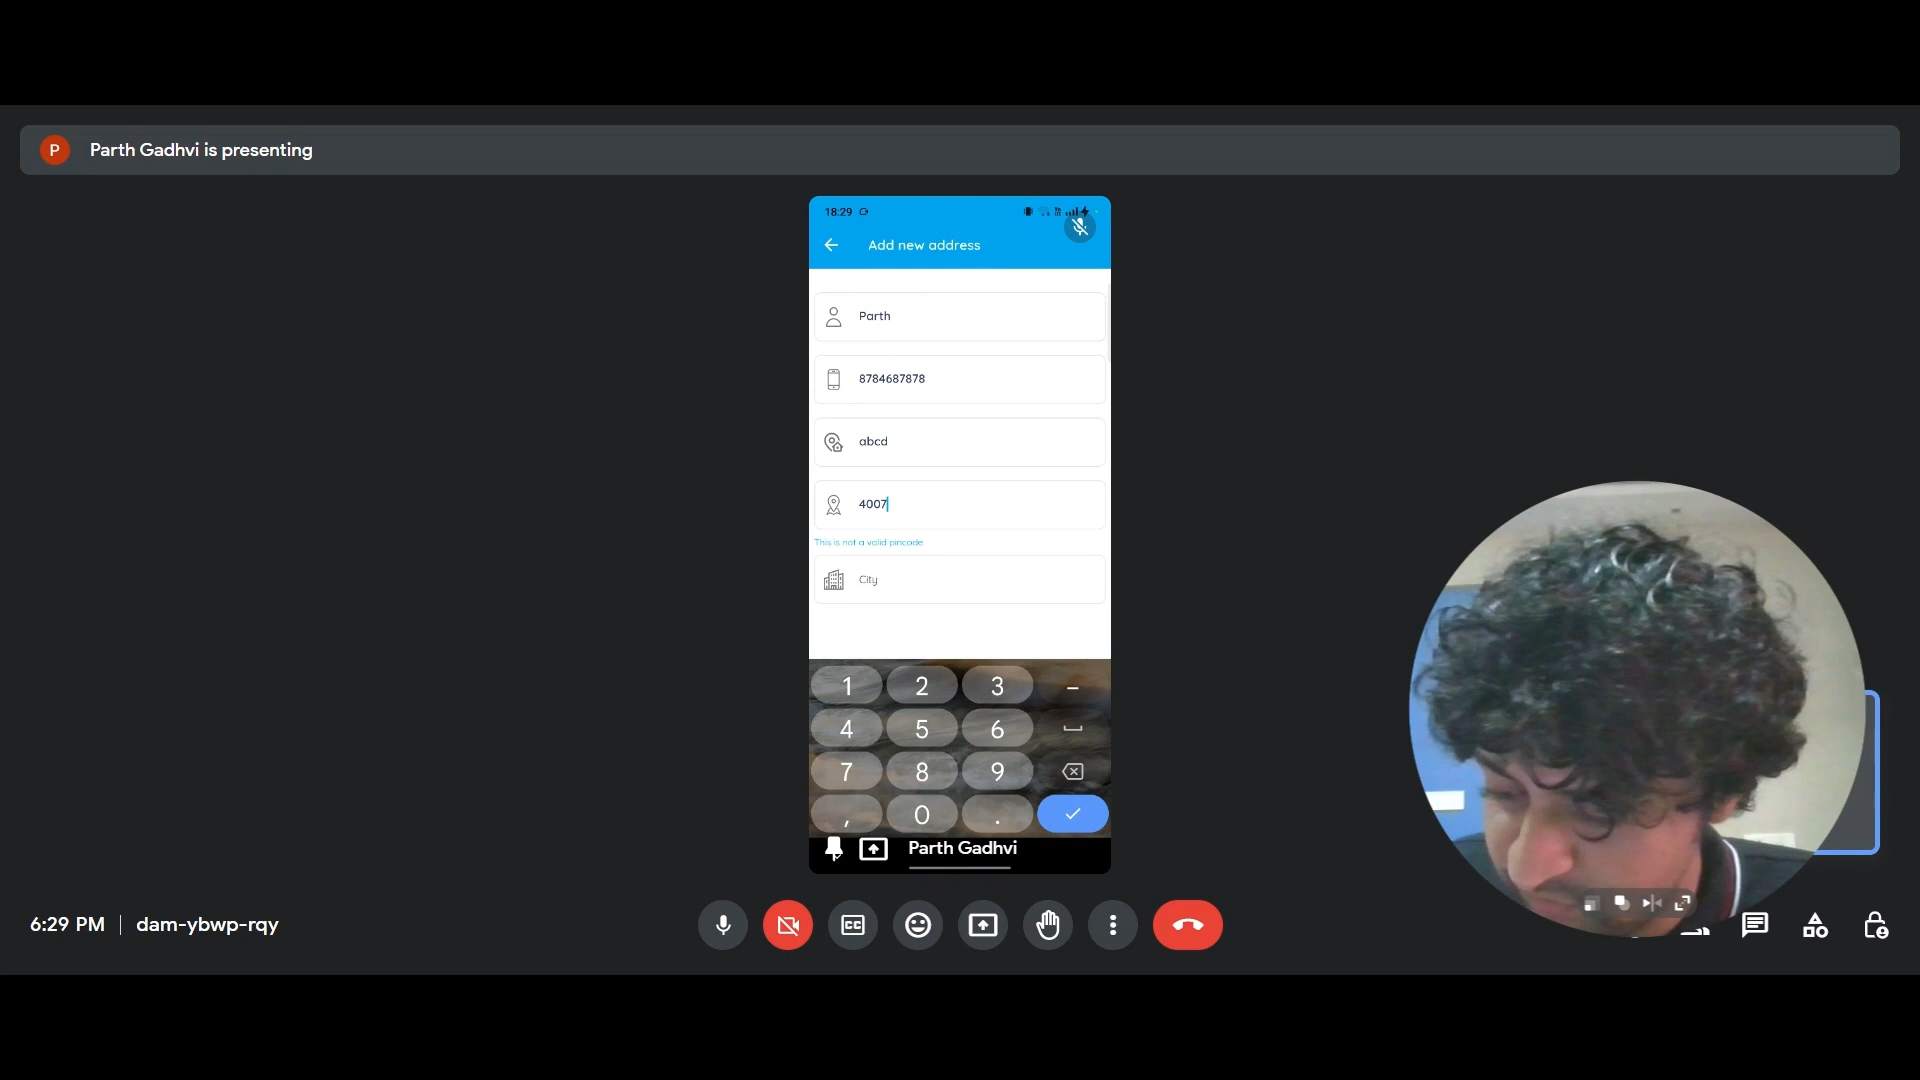 P Parth Gadhvi is presenting
18:29
Add new address
Parth
8784687878
abcd
4007
This is not a valid pincode
City
1 2 3 –
4 5 6
7 8 9
, 0 .
Parth Gadhvi
6:29 PM | dam-ybwp-rqy
CC